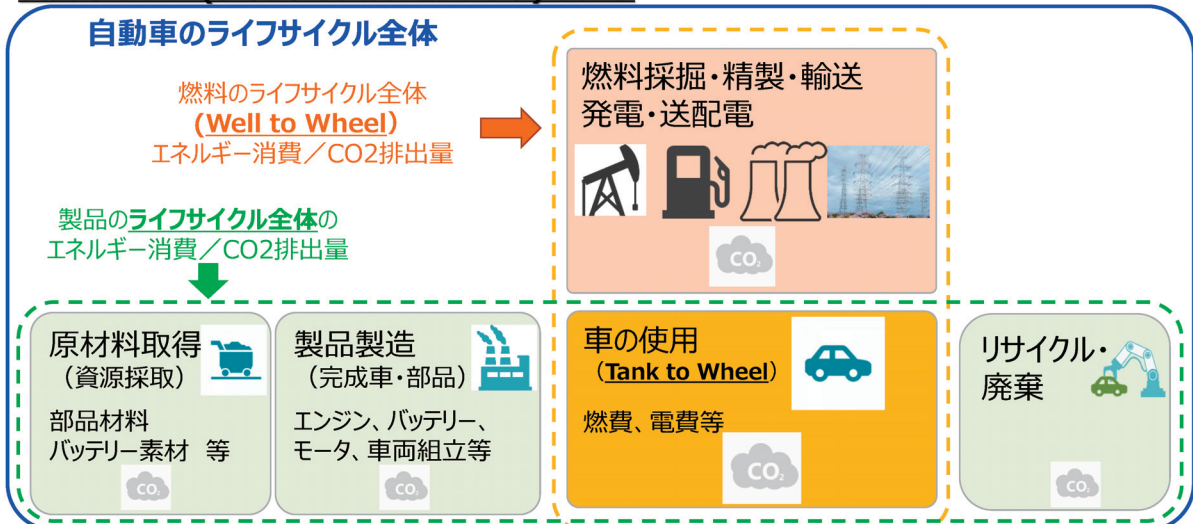 自動車のライフサイクル全体
燃料のライフサイクル全体
(Well to Wheel)
エネルギー消費／CO2排出量
燃料採掘・精製・輸送
発電・送配電
CO₂
製品のライフサイクル全体の
エネルギー消費／CO2排出量
原材料取得
（資源採取）
部品材料
バッテリー素材 等
CO₂
製品製造
（完成車・部品）
エンジン、バッテリー、
モータ、車両組立等
CO₂
車の使用
（Tank to Wheel）
燃費、電費等
CO₂
リサイクル・
廃棄
CO₂